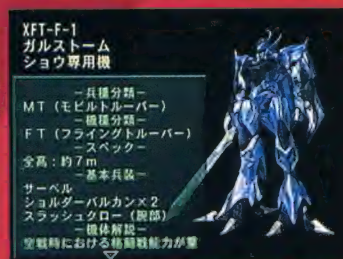 XFT-F-1
ガルストーム
ショウ専用機
－兵種分類－
MT（モビルトルーパー）
－機種分類－
FT（フライングトルーパー）
－スペック－
全高：約7m
－基本兵装－
サーベル
ショルダーバルカン×2
スラッシュクロー（腕部）
－機体解説－
空戦時における格闘戦能力が重